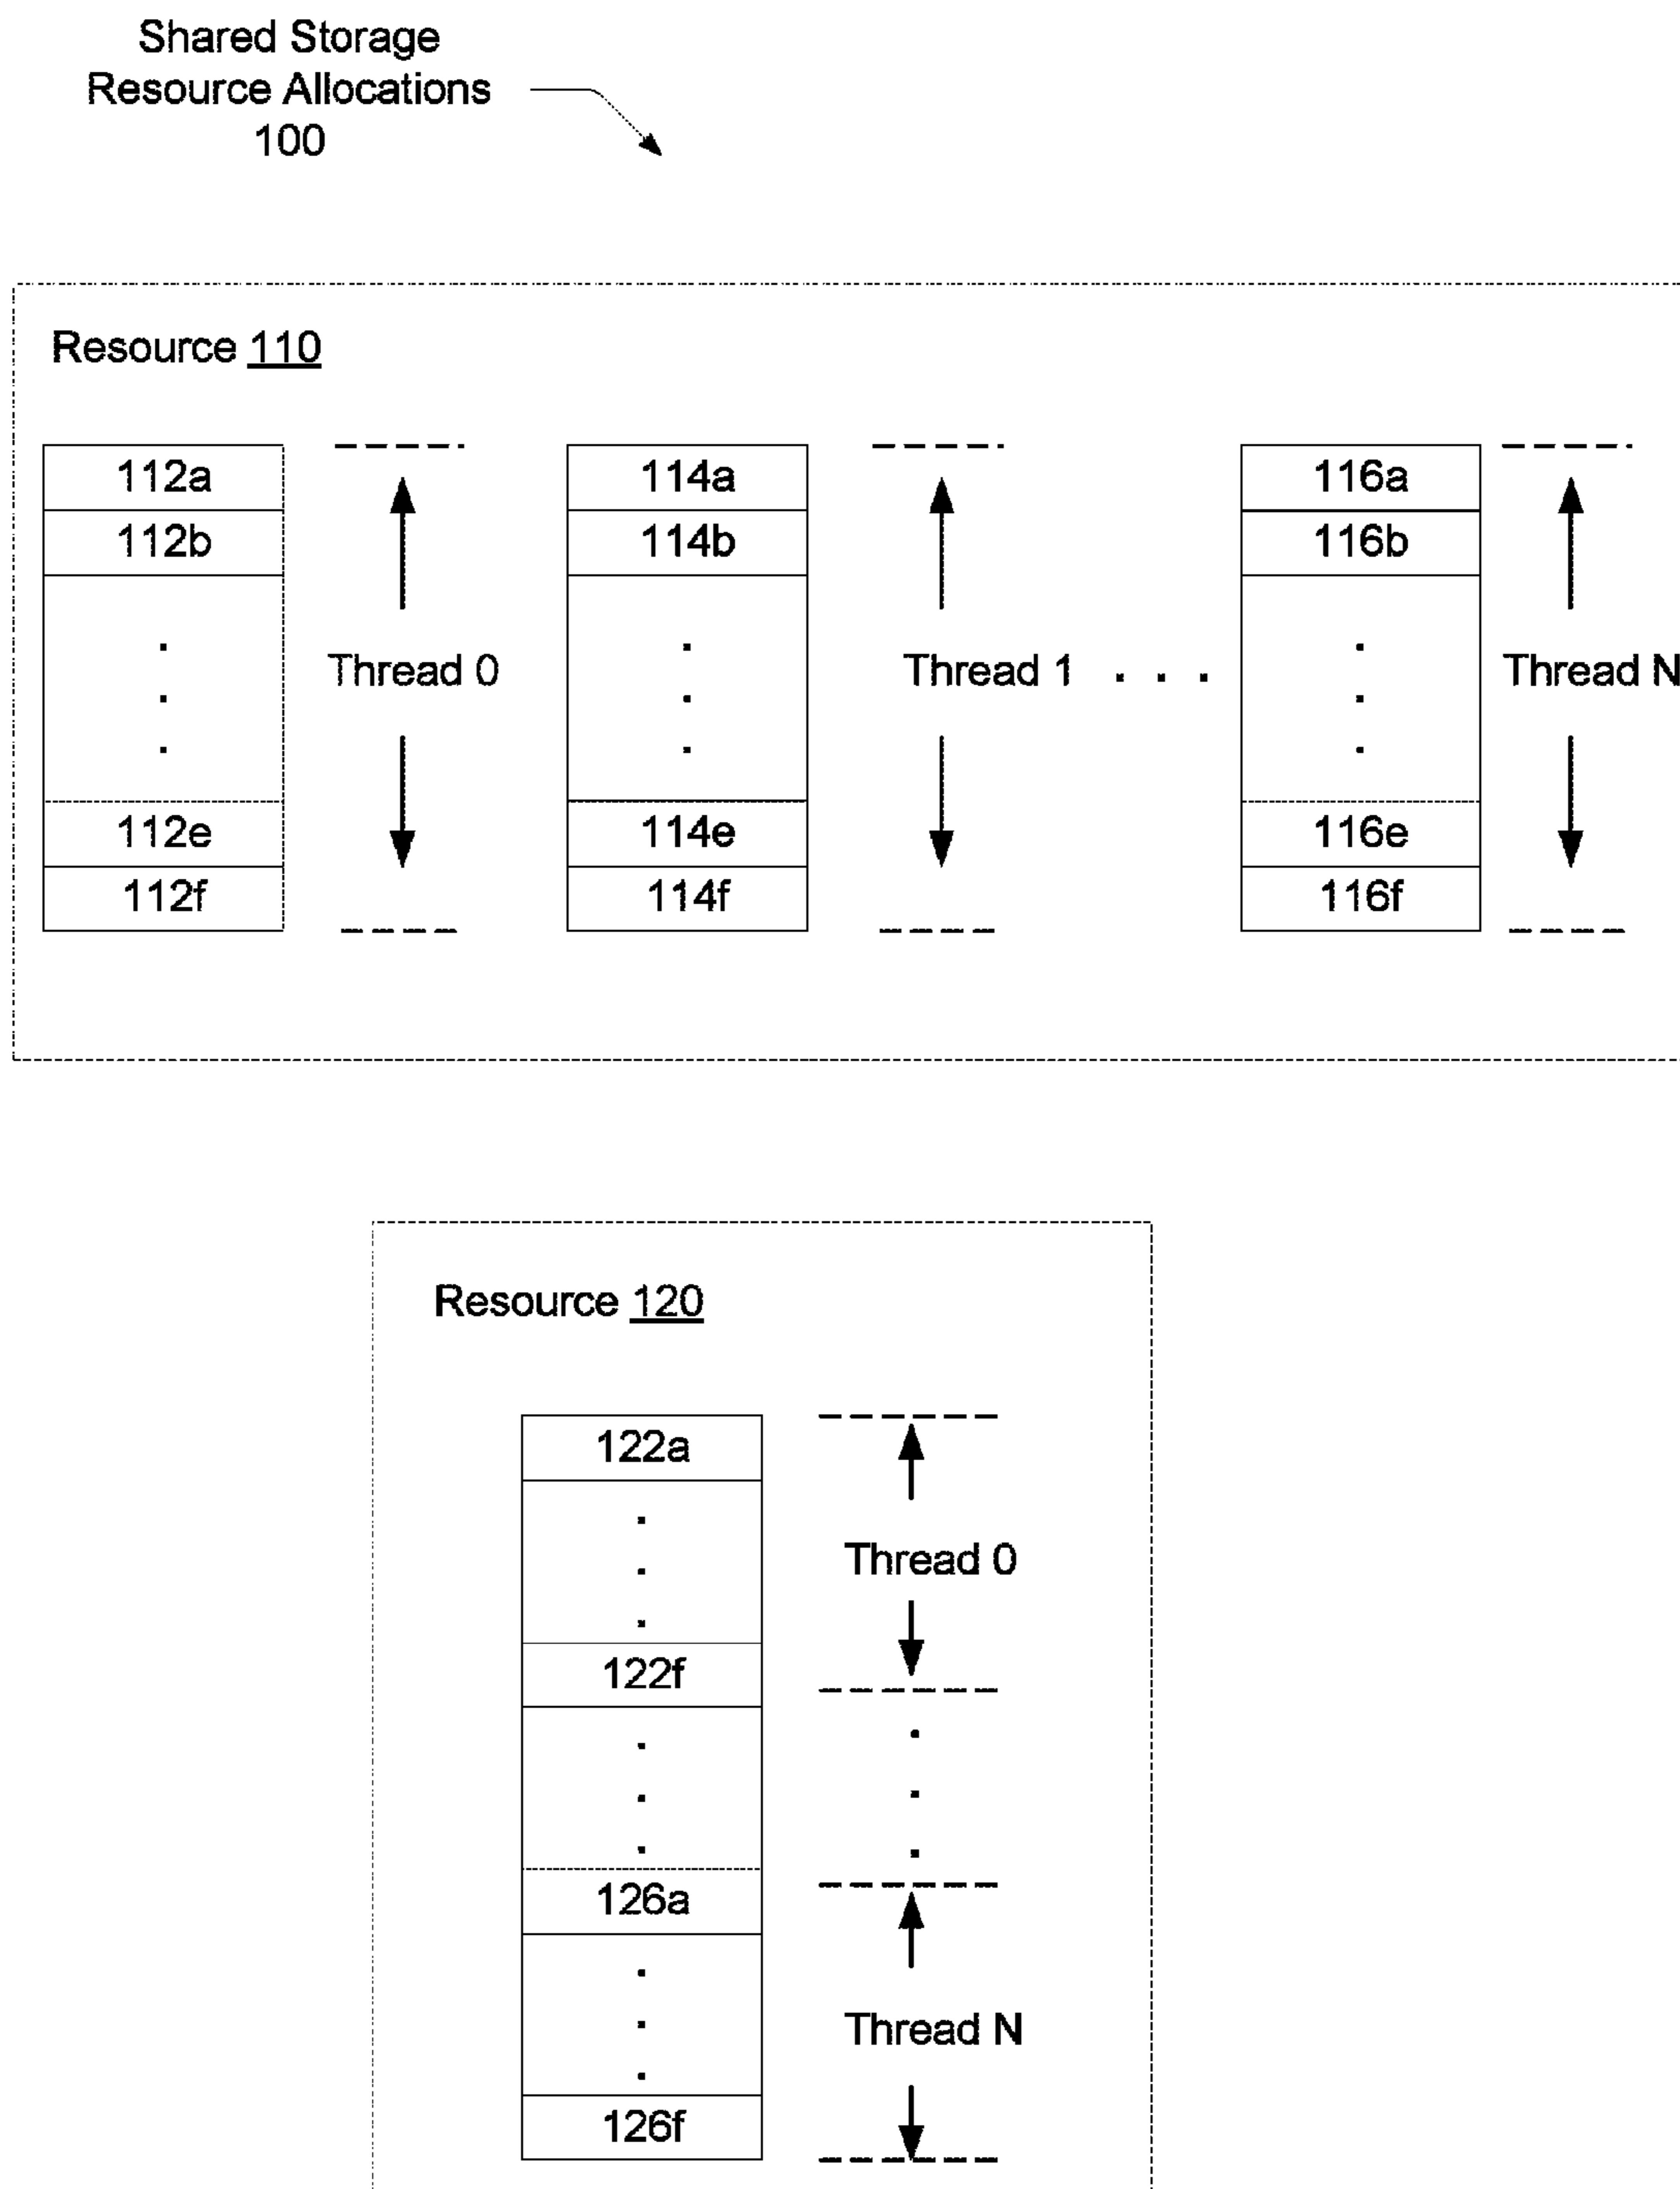 Shared Storage
Resource Allocations
100
Resource 110
112a
112b
112e
112f
Thread 0
114a
114b
114e
114f
Thread 1 . . .
116a
116b
116e
116f
Thread N
Resource 120
122a
122f
126a
126f
Thread 0
Thread N